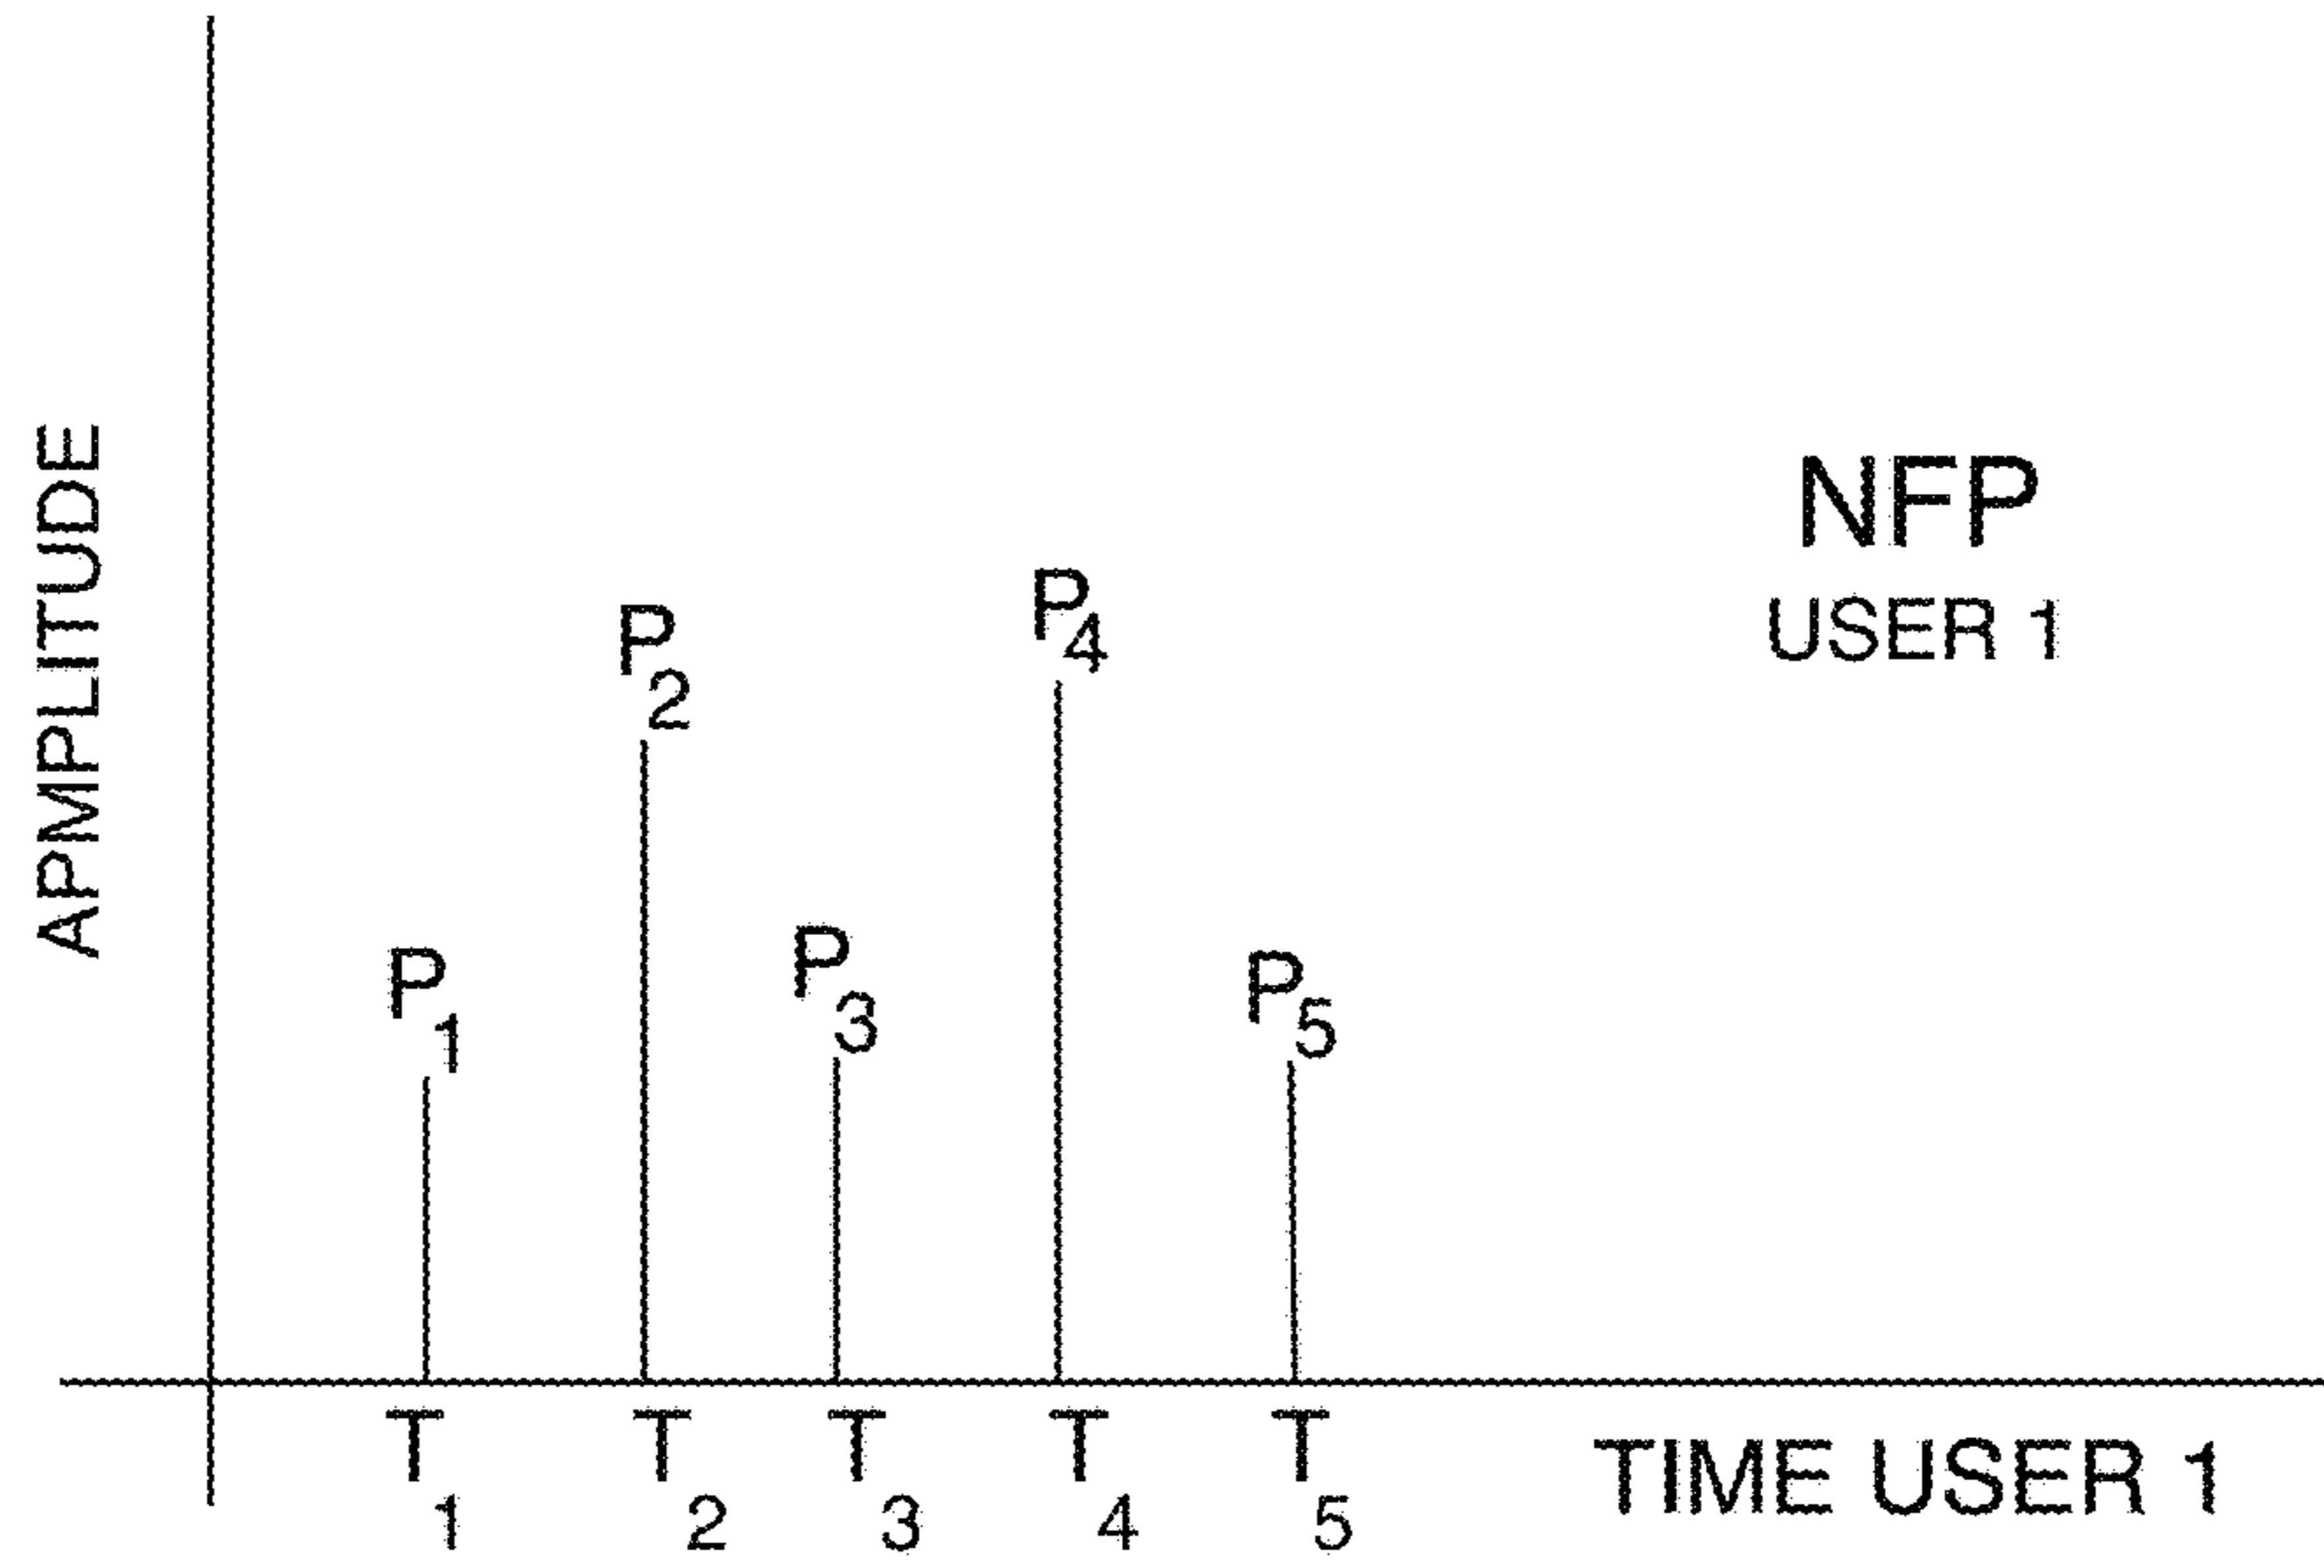 APMPLITUDE
NFP
USER 1
P4
P2
P3
P1
P5
T1 T2 T3 T4 T5
TIME USER 1